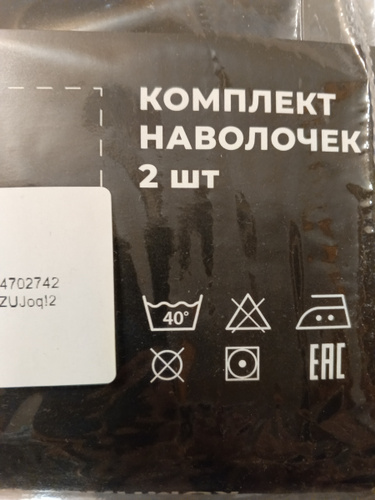 КОМПЛЕКТ
НАВОЛОЧЕК
2 шт
4702742
ZUJoq!2
40°
EAC